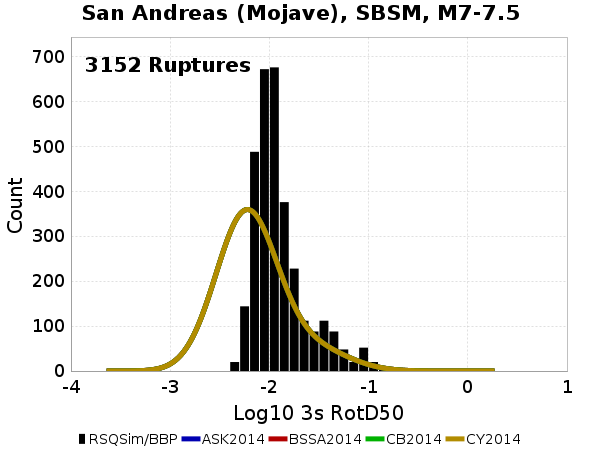 San Andreas (Mojave), SBSM, M7-7.5
3152 Ruptures
Count
700
600
500
400
300
200
100
0
-4 -3 -2 -1 0 1
Log10 3s RotD50
RSQSim/BBP ASK2014 BSSA2014 CB2014 CY2014